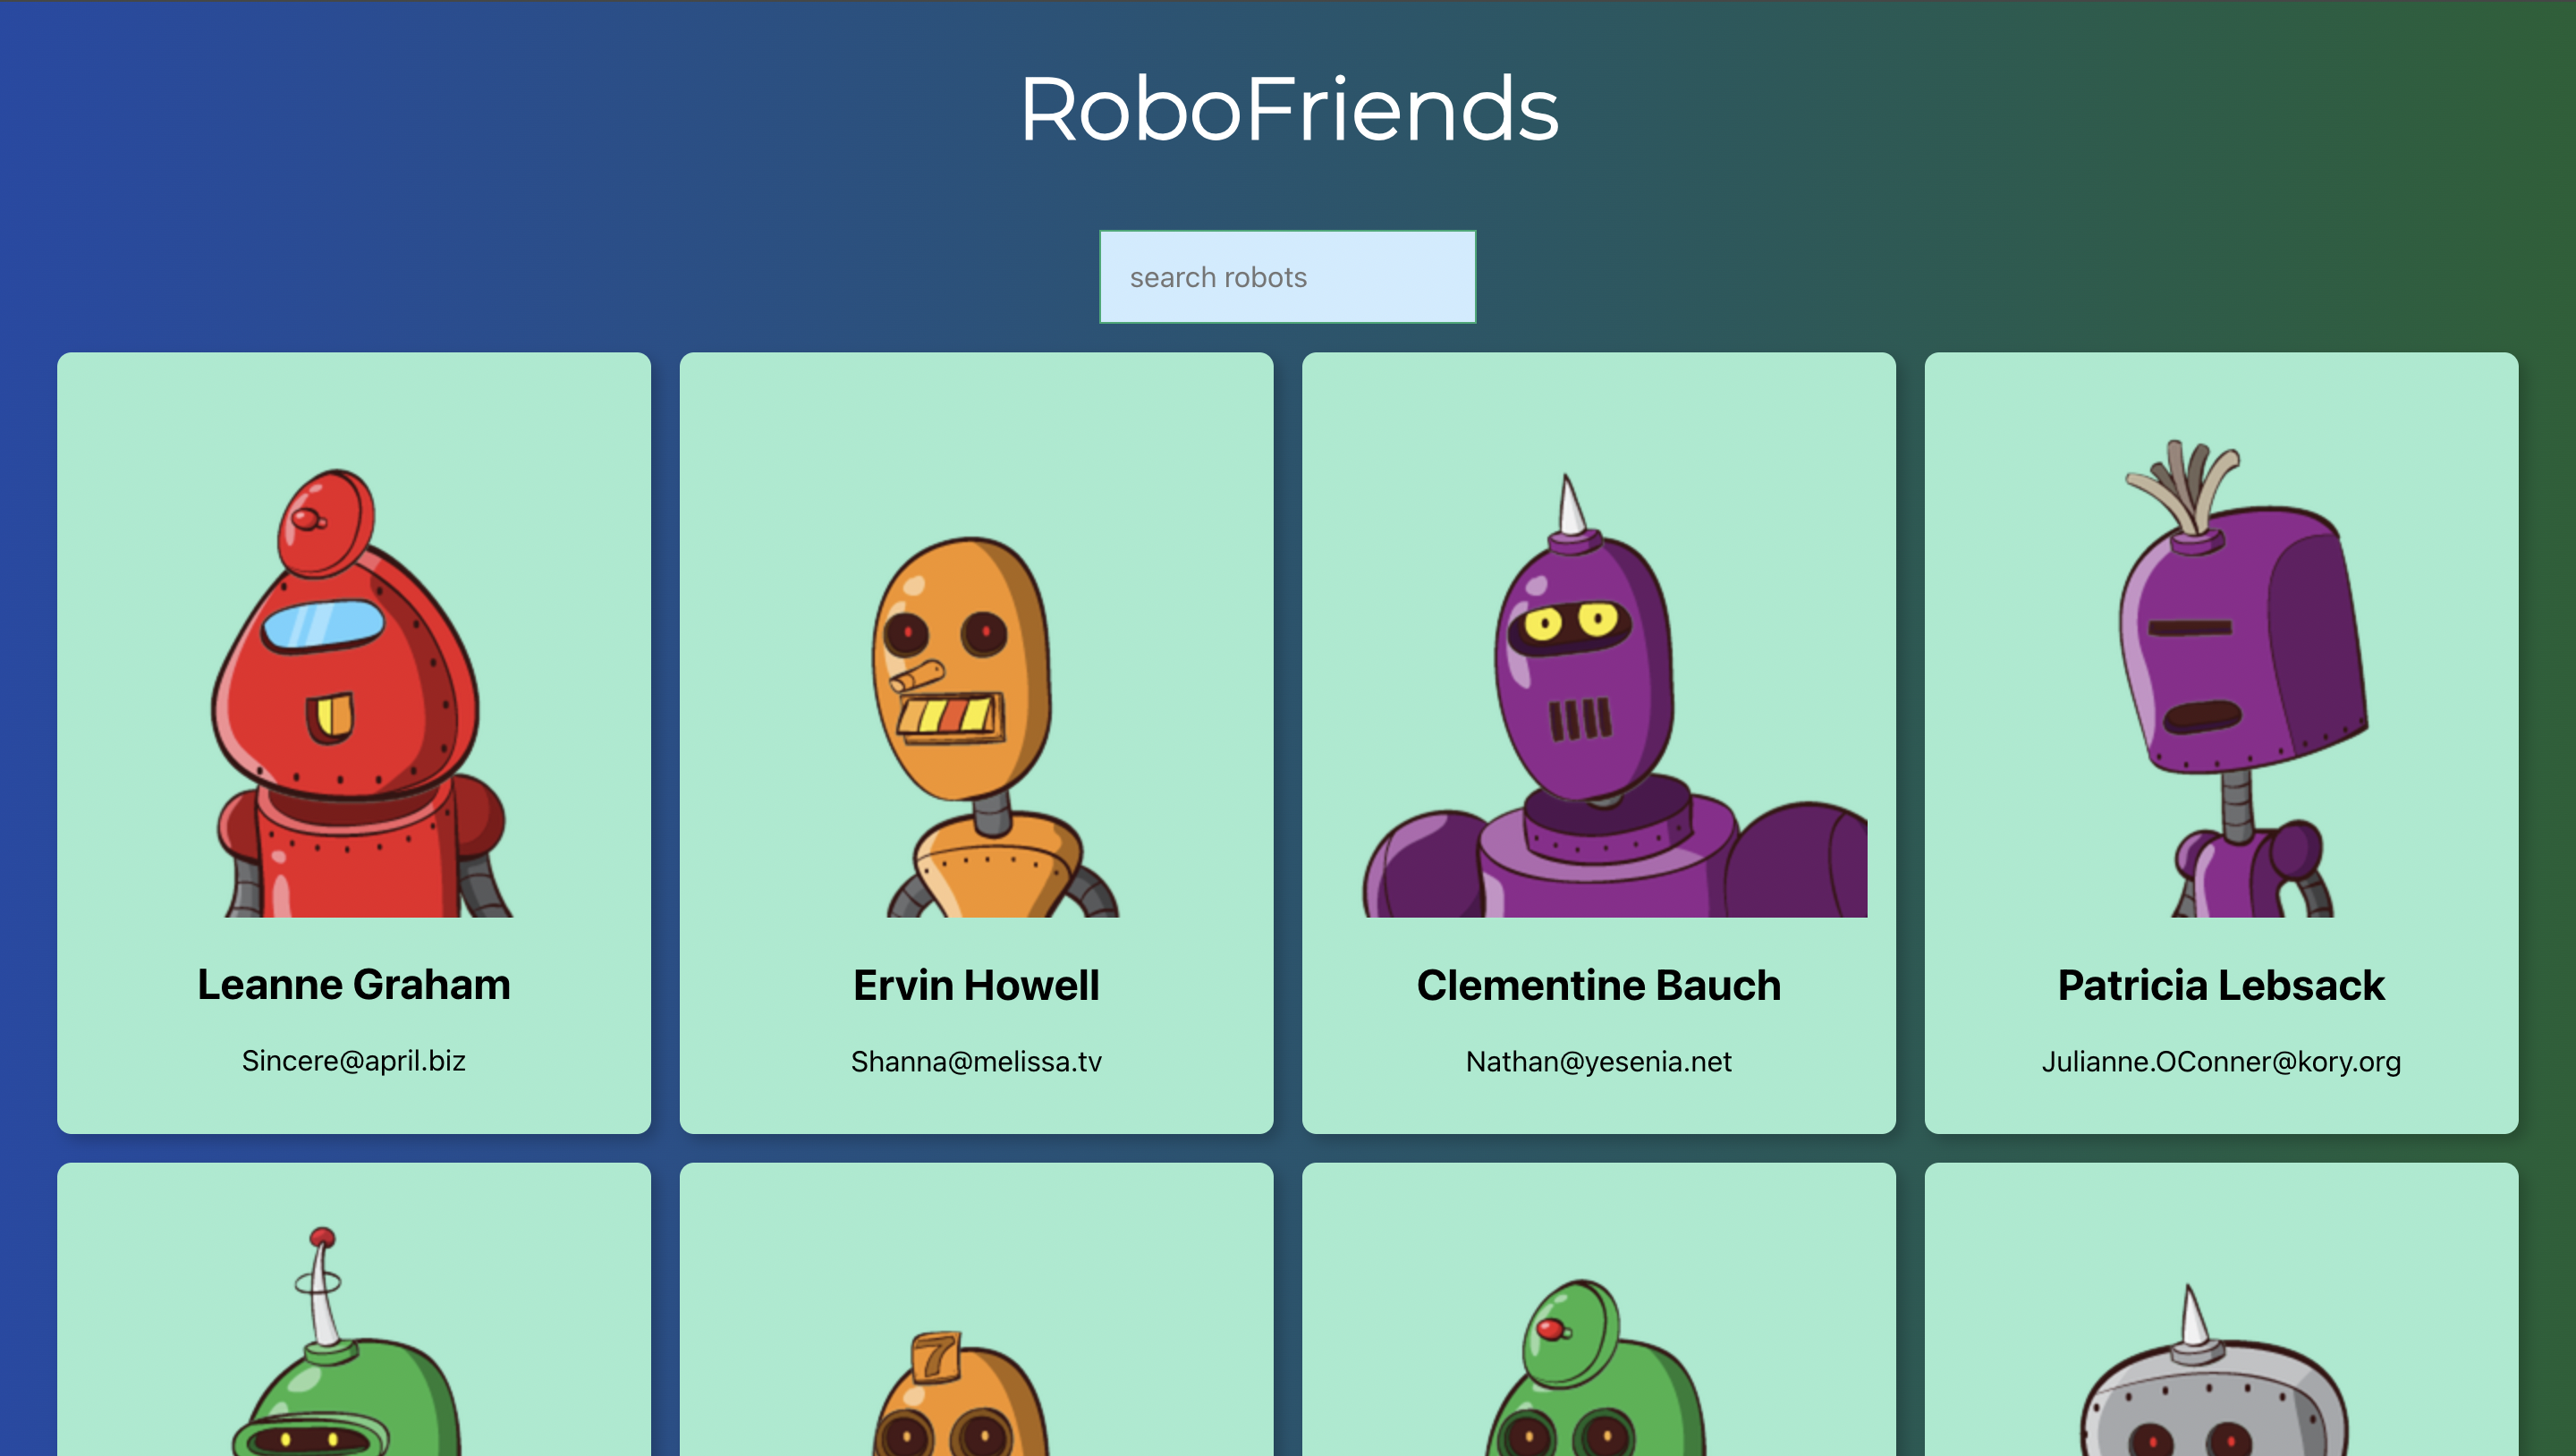 RoboFriends
search robots
Leanne Graham
Ervin Howell
Clementine Bauch
Patricia Lebsack
Sincere@april.biz
Shanna@melissa.tv
Nathan@yesenia.net
Julianne.OConner@kory.org
7